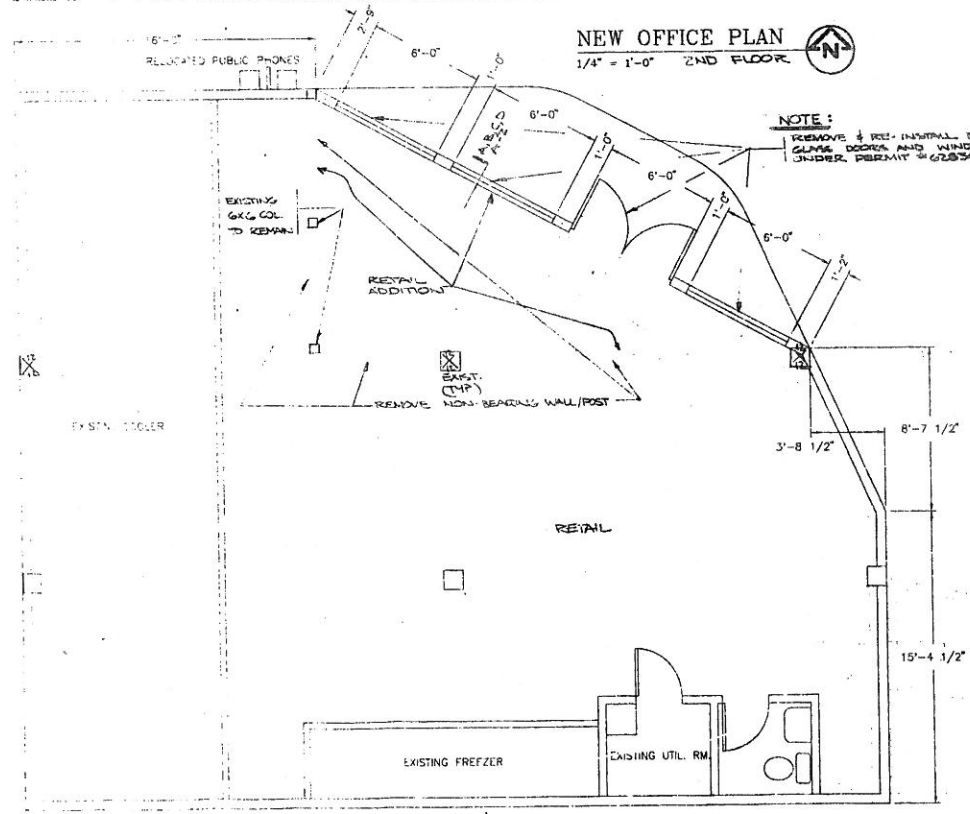 NEW OFFICE PLAN
1/4" = 1'-0" 2ND FLOOR
N
16'-0"
RELOCATED PUBLIC PHONES
2'-9"
6'-0"
1'-0"
6'-0"
1'-0"
6'-0"
1'-0"
6'-0"
1'-2"
NOTE:
REMOVE & RE-INSTALL
GLASS DOORS AND
UNDER PERMIT
EXISTING
6X6 COL.
TO REMAIN
RETAIL
ADDITION
EXIST.
(TYP)
REMOVE NON-BEARING WALL/POST
COOLER
3'-8 1/2"
8'-7 1/2"
RETAIL
15'-4 1/2"
EXISTING FREEZER
EXISTING UTIL. RM.